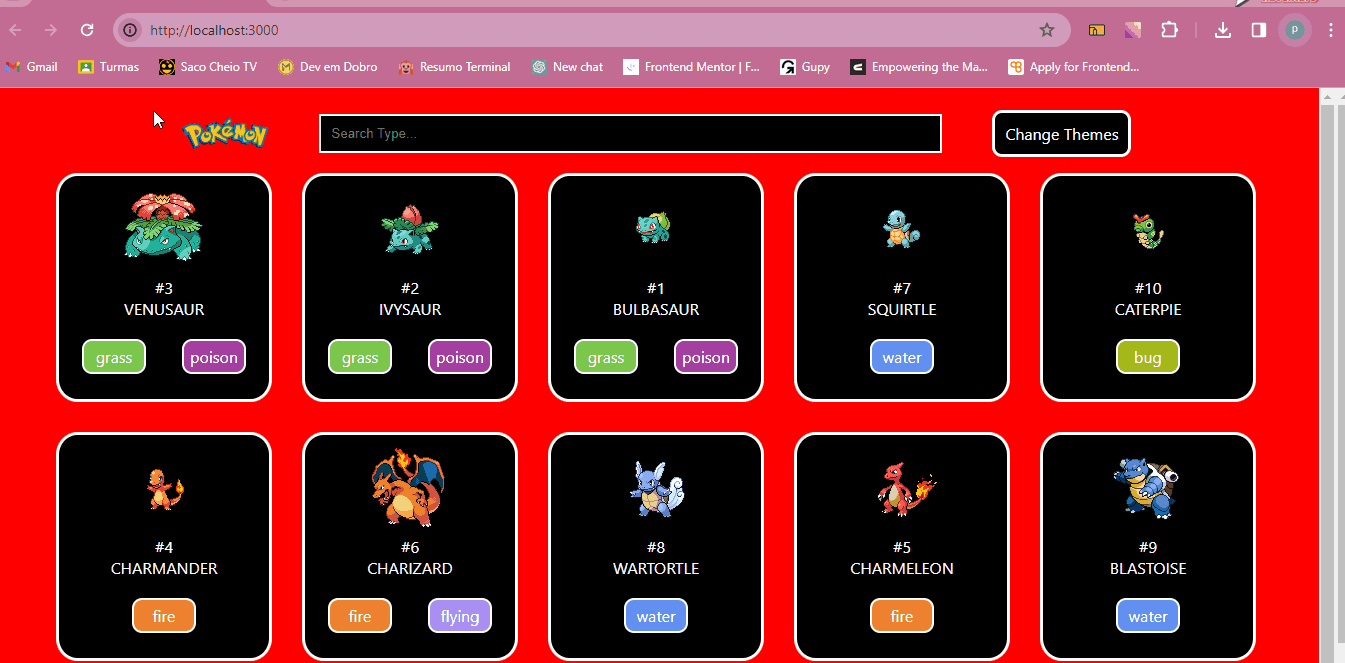 http://localhost:3000
P
Gmail Turmas Saco Cheio TV Dev em Dobro Resumo Terminal New chat Frontend Mentor | F... Gupy Empowering the Ma... Apply for Frontend...
POKéMON Search Type... Change Themes
#3 #2 #1 #7 #10
VENUSAUR IVYSAUR BULBASAUR SQUIRTLE CATERPIE
grass poison grass poison grass poison water bug
#4 #6 #8 #5 #9
CHARMANDER CHARIZARD WARTORTLE CHARMELEON BLASTOISE
fire fire flying water fire water